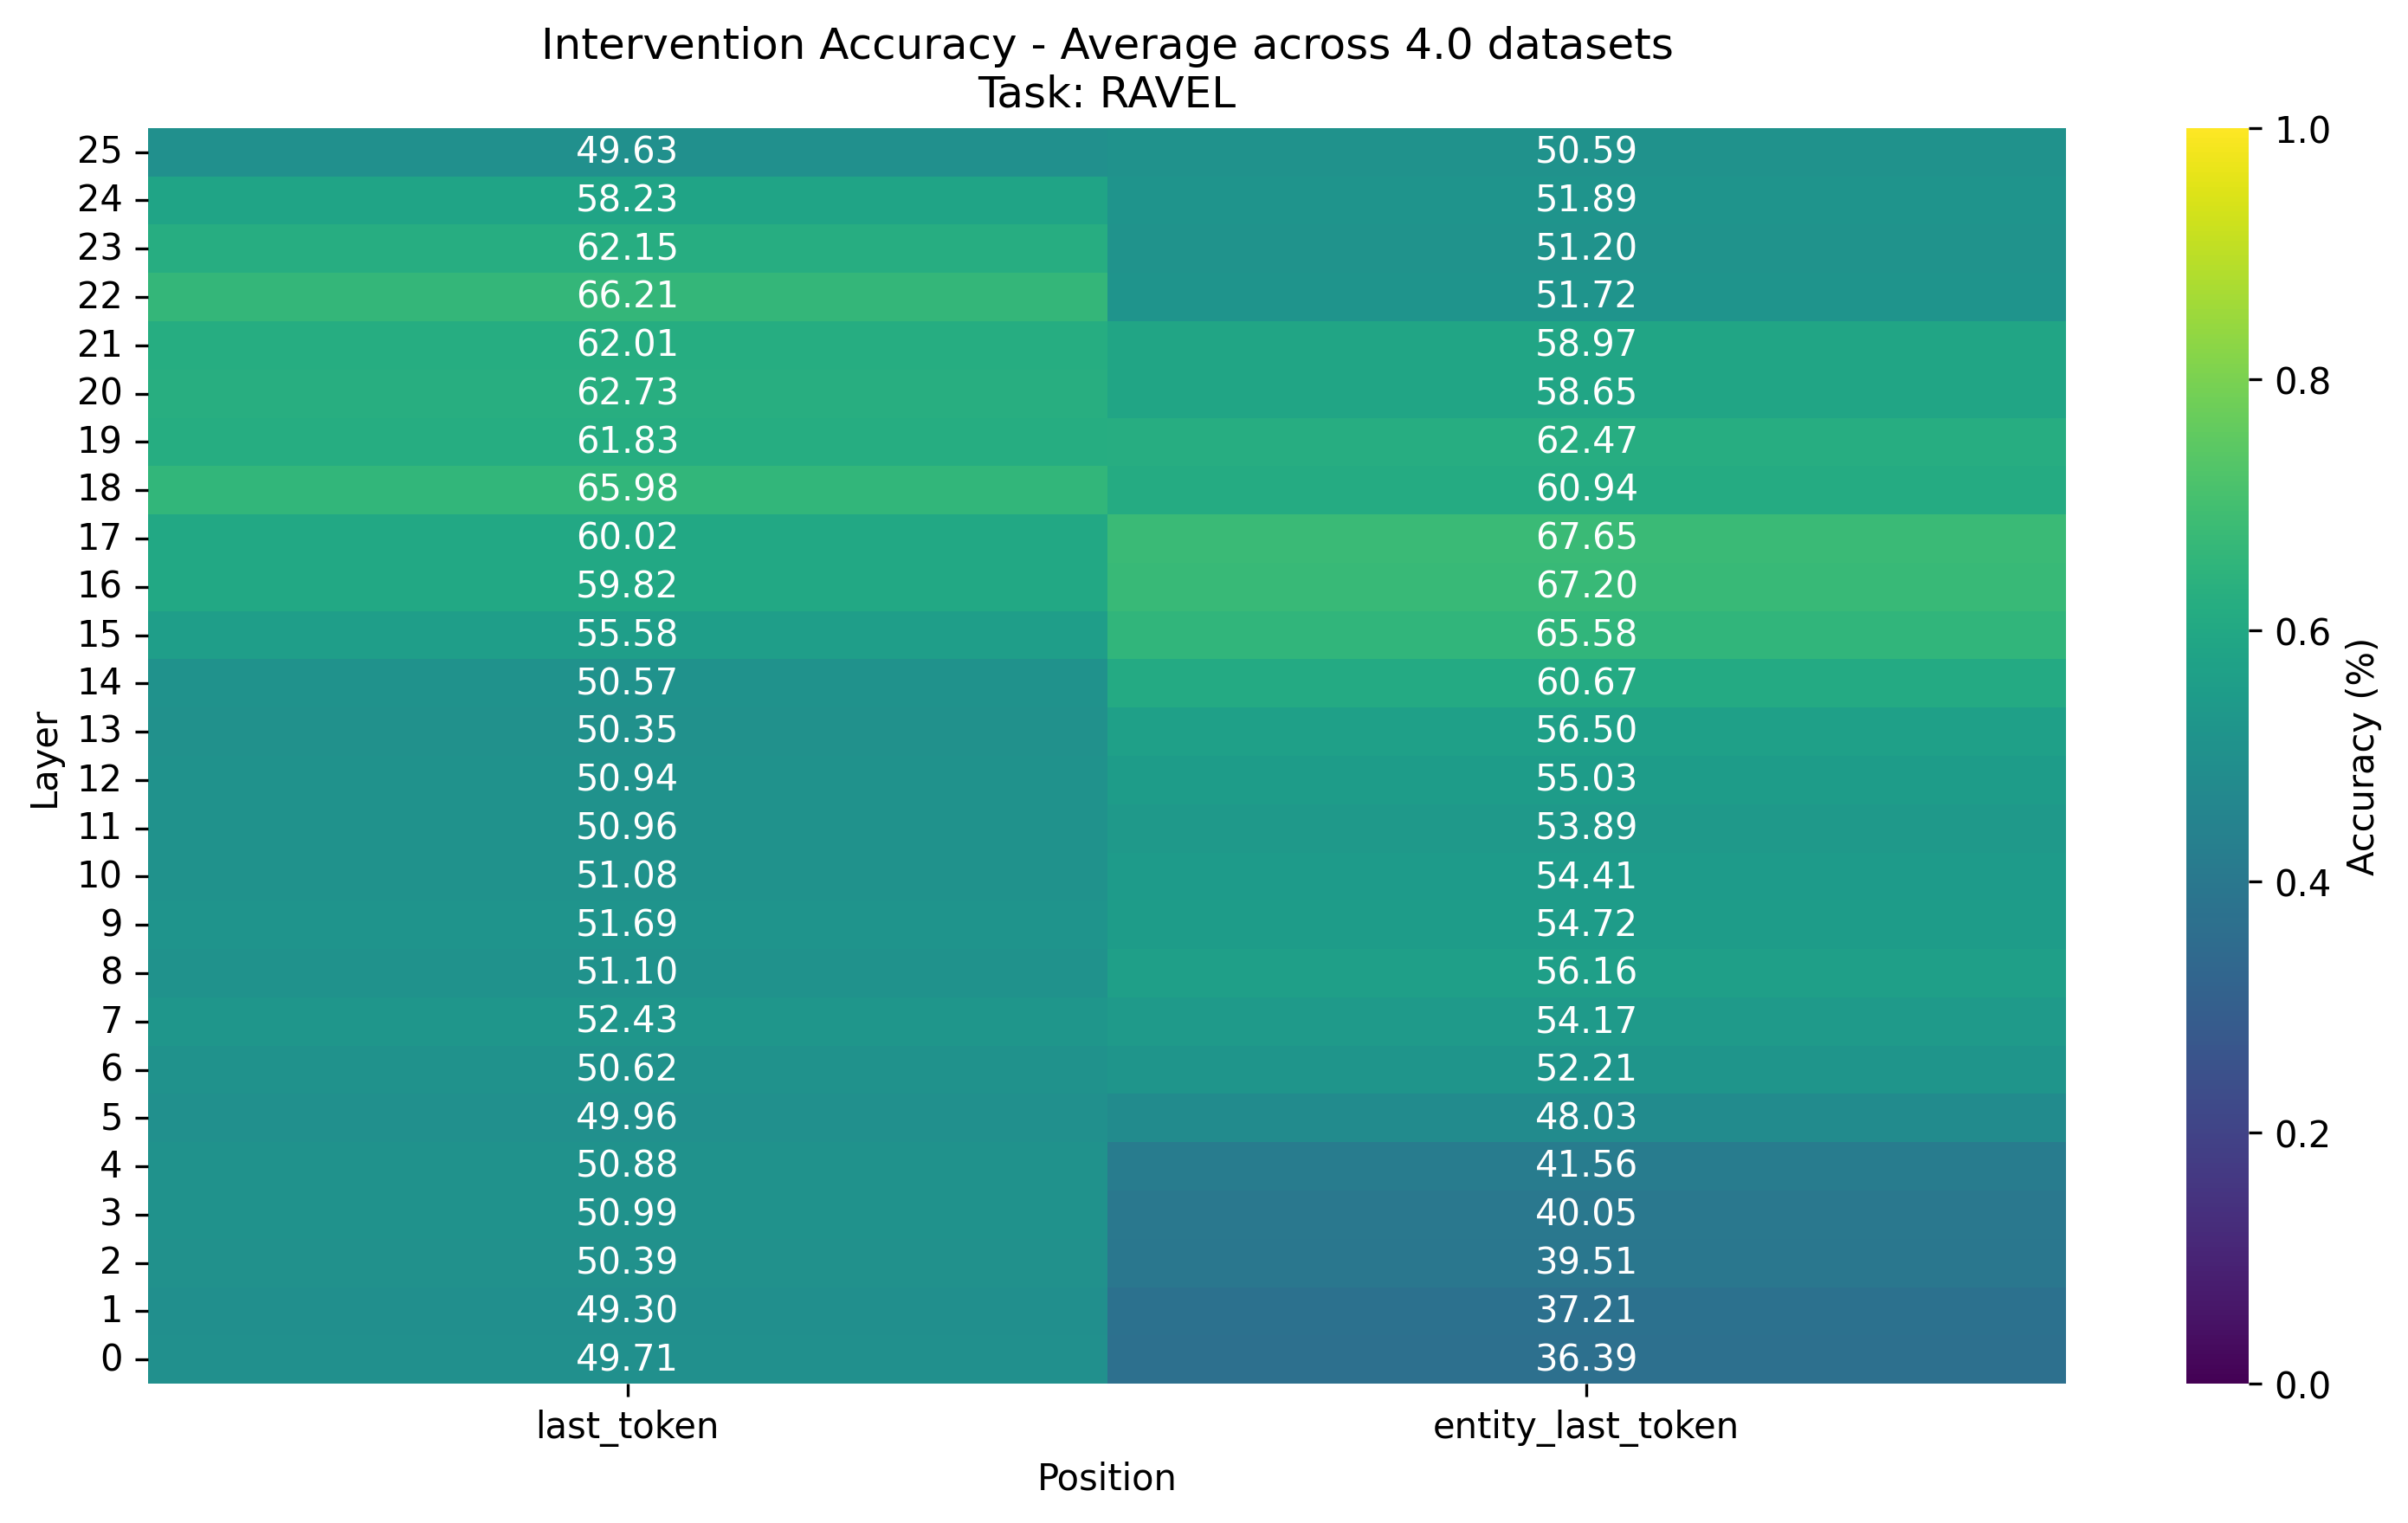 Intervention Accuracy - Average across 4.0 datasets
Task: RAVEL
25 49.63 50.59
24 58.23 51.89
23 62.15 51.20
22 66.21 51.72
21 62.01 58.97
20 62.73 58.65
19 61.83 62.47
18 65.98 60.94
17 60.02 67.65
16 59.82 67.20
15 55.58 65.58
14 50.57 60.67
13 50.35 56.50
12 50.94 55.03
11 50.96 53.89
10 51.08 54.41
9 51.69 54.72
8 51.10 56.16
7 52.43 54.17
6 50.62 52.21
5 49.96 48.03
4 50.88 41.56
3 50.99 40.05
2 50.39 39.51
1 49.30 37.21
0 49.71 36.39
Layer
last_token entity_last_token
Position
1.0
0.8
0.6
0.4
0.2
0.0
Accuracy (%)